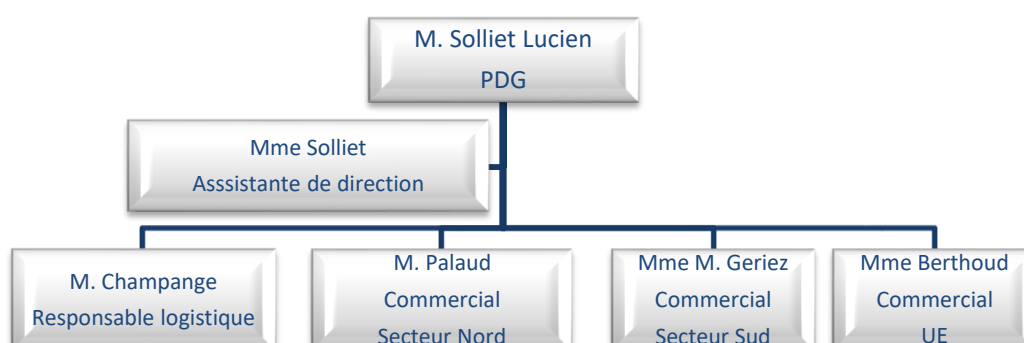 M. Solliet Lucien
PDG
Mme Solliet
Asssistante de direction
M. Champange
Responsable logistique
M. Palaud
Commercial
Secteur Nord
Mme M. Geriez
Commercial
Secteur Sud
Mme Berthoud
Commercial
UE